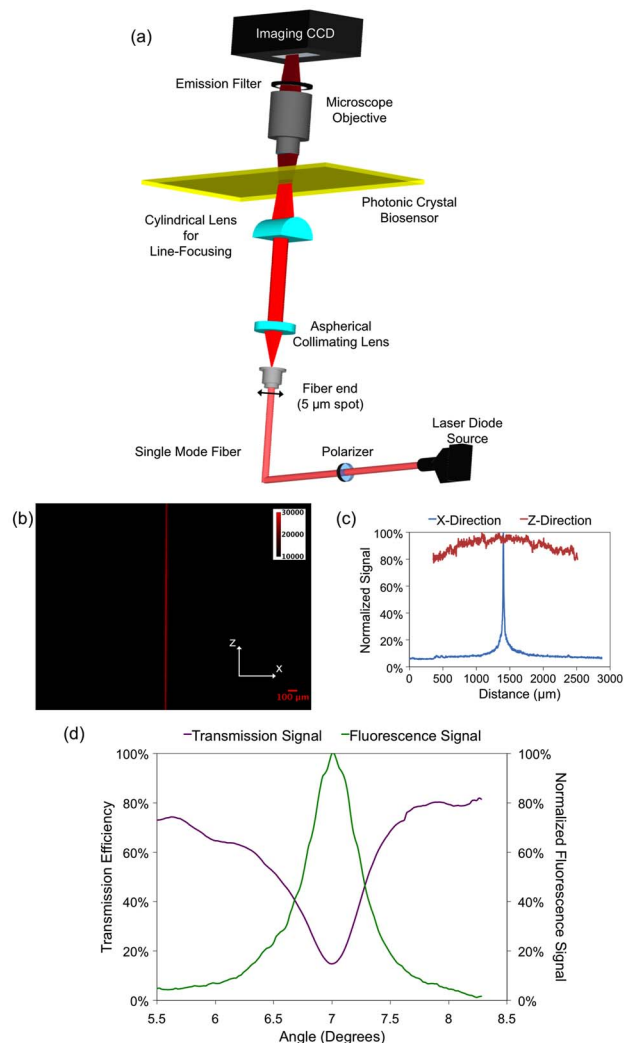 (a)
Imaging CCD
Emission Filter
Microscope
Objective
Photonic Crystal
Biosensor
Cylindrical Lens
for
Line-Focusing
Aspherical
Collimating Lens
Fiber end
(5 μm spot)
Laser Diode
Source
Single Mode Fiber
Polarizer
(b)
30000
10000
Z
X
100 μm
(c)
X-Direction
Z-Direction
Normalized Signal
100%
80%
60%
40%
20%
0%
0
500
1000
1500
2000
2500
3000
Distance (μm)
(d)
Transmission Signal
Fluorescence Signal
Transmission Efficiency
100%
80%
60%
40%
20%
0%
5.5
6
6.5
7
7.5
8
8.5
Angle (Degrees)
100%
80%
60%
40%
20%
0%
Normalized Fluorescence Signal